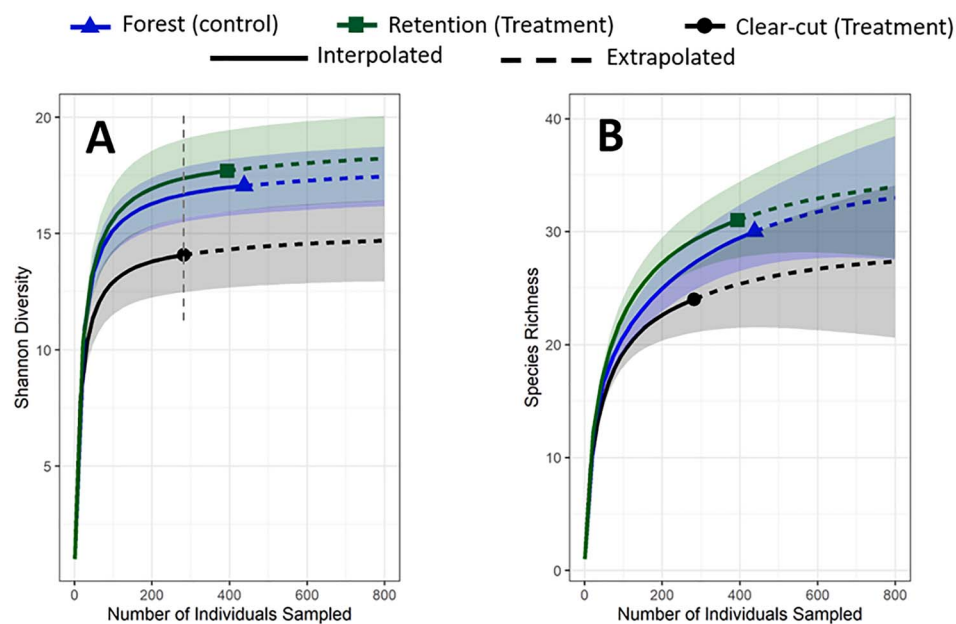 Forest (control) Retention (Treatment) Clear-cut (Treatment)
Interpolated Extrapolated
A
B
Shannon Diversity
20
15
10
5
0 200 400 600 800
Number of Individuals Sampled
Species Richness
40
30
20
10
0
0 200 400 600 800
Number of Individuals Sampled